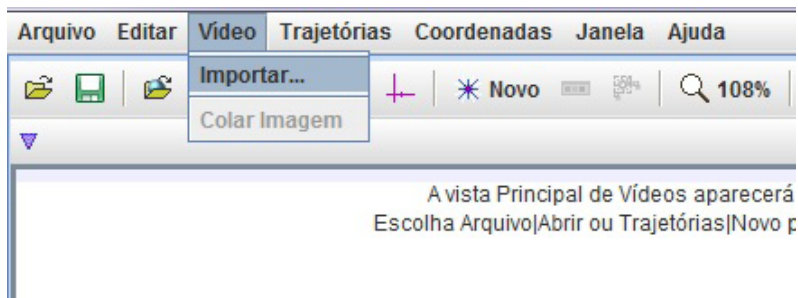 Arquivo Editar Vídeo Trajetórias Coordenadas Janela Ajuda
Importar...
Novo 108%
Colar Imagem
A vista Principal de Vídeos aparecerá
Escolha Arquivo|Abrir ou Trajetórias|Novo p